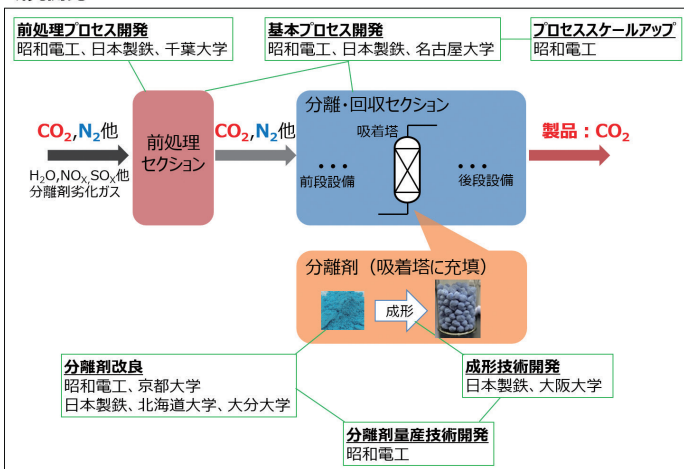 前処理プロセス開発
昭和電工、日本製鉄、千葉大学
基本プロセス開発
昭和電工、日本製鉄、名古屋大学
プロセススケールアップ
昭和電工
CO₂,N₂他
H₂O,NOX,SOX他
分離剤劣化ガス
前処理
セクション
CO₂,N₂他
分離・回収セクション
吸着塔
・・・
前段設備
・・・
後段設備
製品：CO₂
分離剤（吸着塔に充填）
成形
分離剤改良
昭和電工、京都大学
日本製鉄、北海道大学、大分大学
成形技術開発
日本製鉄、大阪大学
分離剤量産技術開発
昭和電工